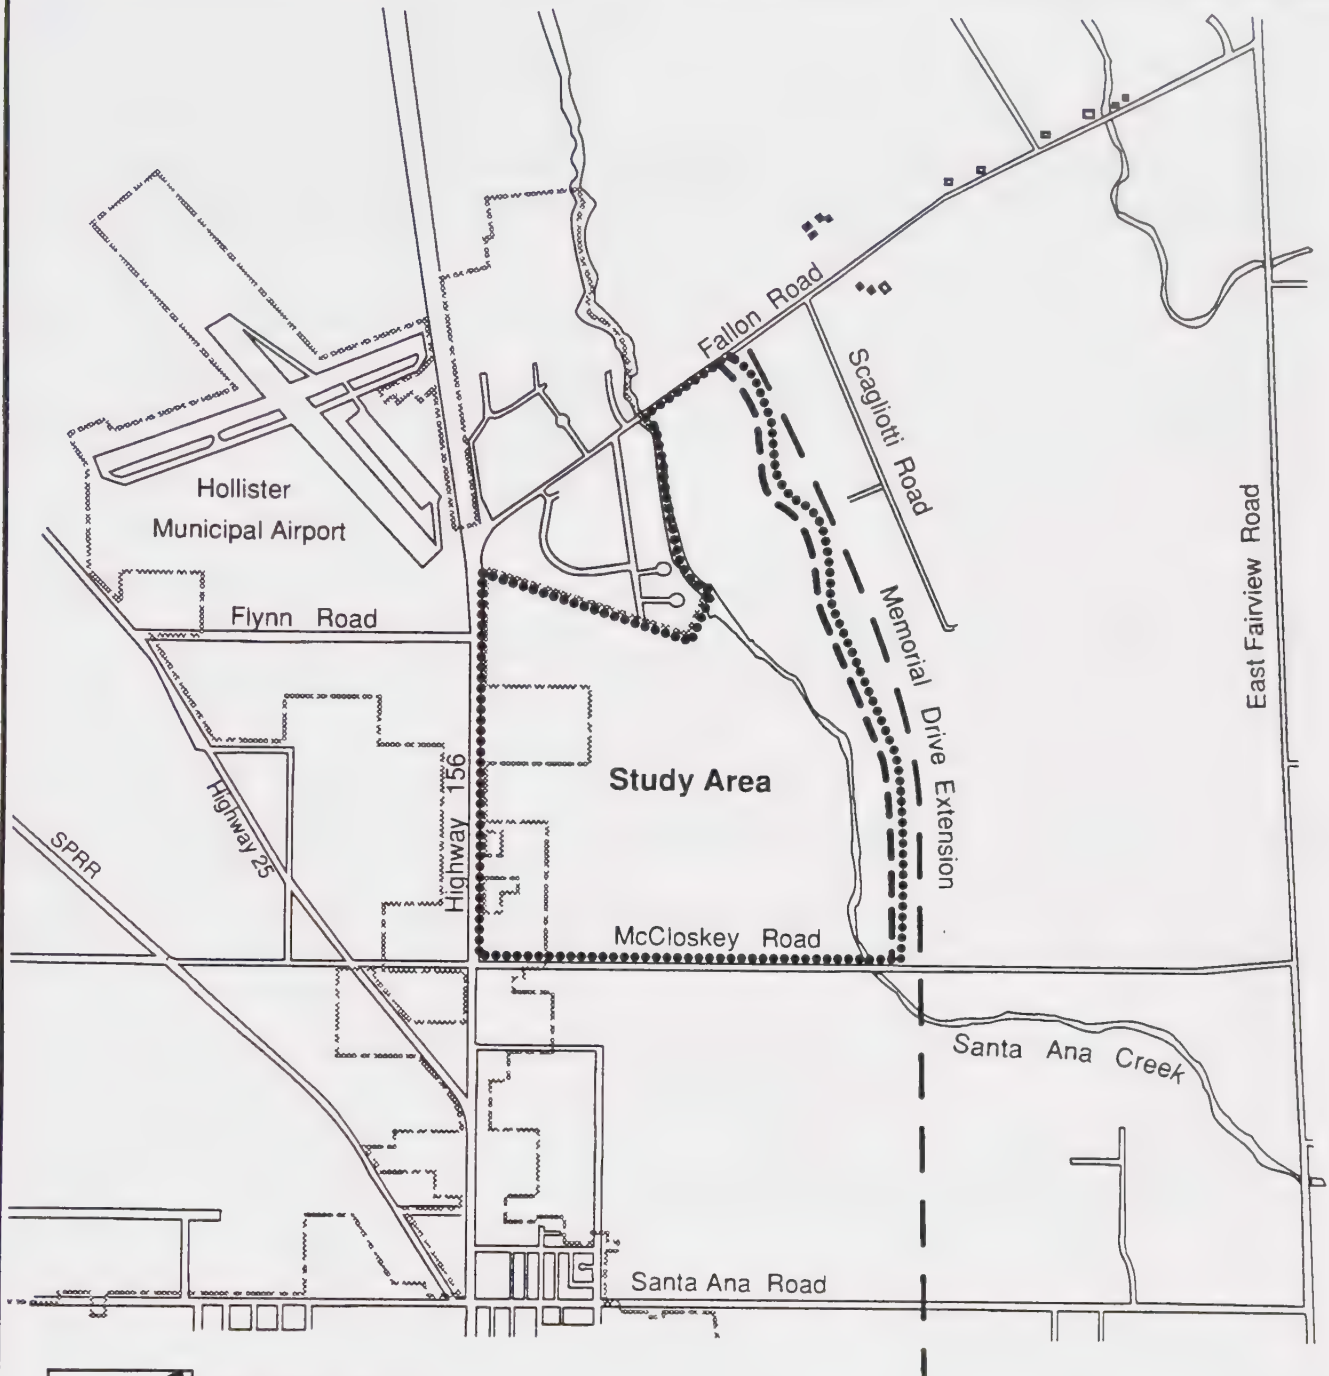 Fallon Road
Scagliotti Road
Hollister
Municipal Airport
East Fairview Road
Flynn Road
Memorial Drive Extension
Study Area
Highway 156
Highway 25
SPRR
McCloskey Road
Santa Ana Creek
Santa Ana Road